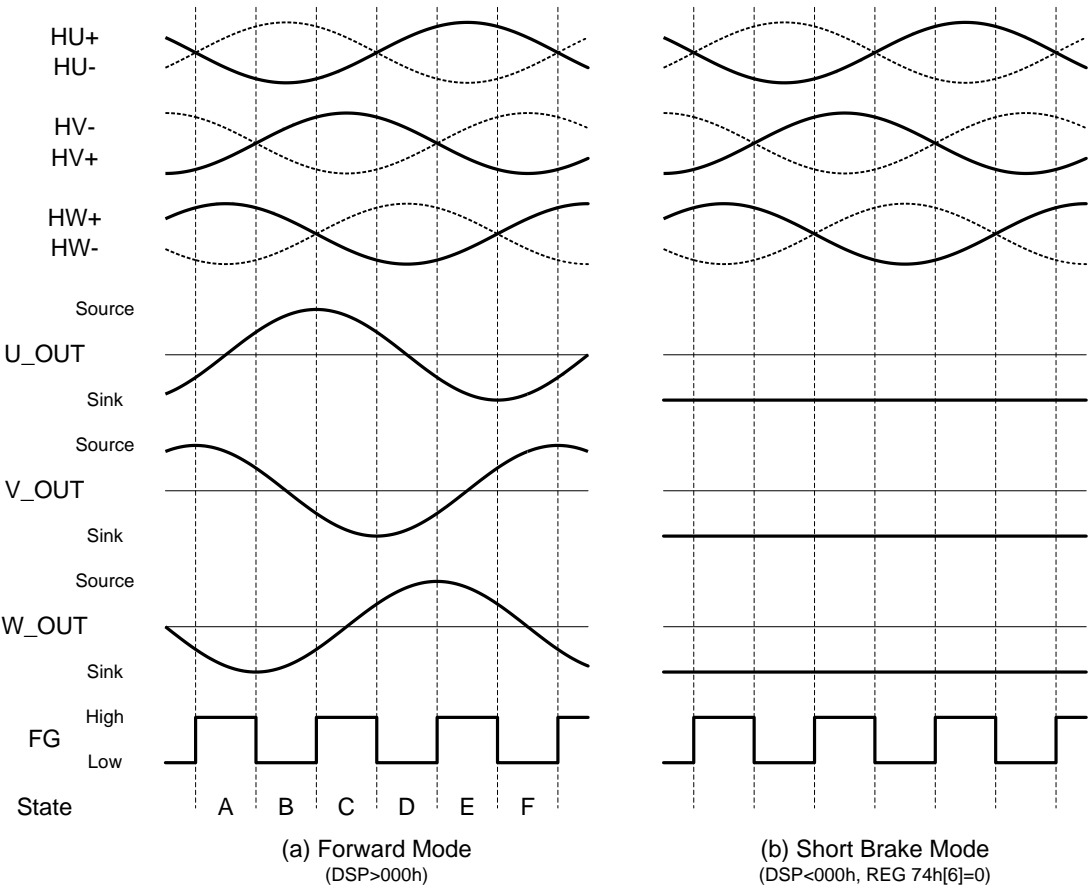 HU+
HU-
HV-
HV+
HW+
HW-
Source
U_OUT
Sink
Source
V_OUT
Sink
Source
W_OUT
Sink
High
FG
Low
State A B C D E F
(a) Forward Mode
(DSP>000h)
(b) Short Brake Mode
(DSP<000h, REG 74h[6]=0)